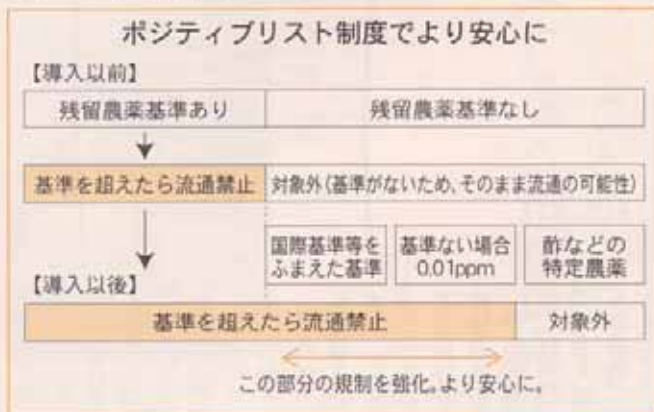 ポジティブリスト制度でより安心に
【導入以前】
残留農薬基準あり
残留農薬基準なし
基準を超えたら流通禁止
対象外(基準がないため、そのまま流通の可能性)
国際基準等を
ふまえた基準
基準ない場合
0.01ppm
酢などの
特定農薬
【導入以後】
基準を超えたら流通禁止
対象外
この部分の規制を強化。より安心に。